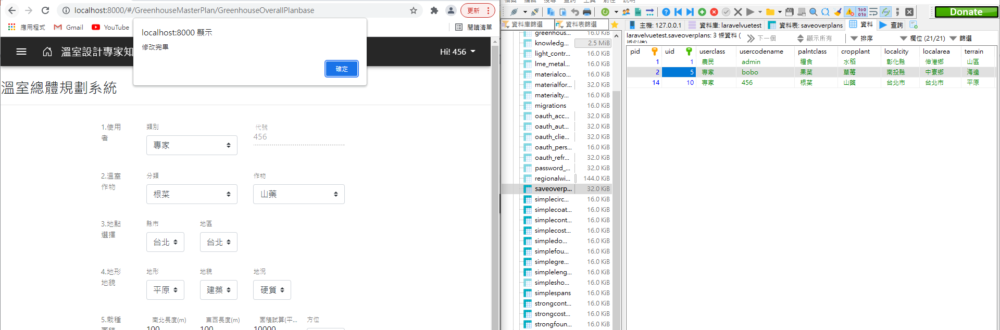 localhost:8000/#/GreenhouseMasterPlan/GreenhouseOverallPlanbase
更新
應用程式
Gmail
YouTube
閱讀清單
localhost:8000 顯示
修改完畢
確定
溫室設計專家知
Hi! 456
溫室總體規劃系統
1.使用者
類別
代號
專家
456
2.溫室作物
分類
作物
根菜
山藥
3.地點選擇
縣市
地區
台北
台北
4.地形地貌
地形
地貌
地況
平原
建築
硬質
5.栽種
南北長度(m)
東西長度(m)
面積試算(平...
方位
100
100
10000
Donate
資料庫篩選
資料表篩選
主機: 127.0.0.1
資料庫: laravelvuetest
資料表: saveoverplans
資料
查詢
greenhous... 16.0 KiB
knowledg... 2.5 MiB
light_contr... 16.0 KiB
lme_metal... 16.0 KiB
materialco... 16.0 KiB
materialfor... 32.0 KiB
materialty... 16.0 KiB
migrations 16.0 KiB
oauth_acc... 32.0 KiB
oauth_aut... 32.0 KiB
oauth_clie... 32.0 KiB
oauth_pers... 16.0 KiB
oauth_refr... 32.0 KiB
password_... 32.0 KiB
regionalwi... 144.0 KiB
saveoverp... 32.0 KiB
simplecirc... 16.0 KiB
simplecoat... 16.0 KiB
simplecont... 16.0 KiB
simplecost... 16.0 KiB
simpledo... 16.0 KiB
simplefou... 16.0 KiB
simplegre... 16.0 KiB
simpleleng... 16.0 KiB
simplesho... 16.0 KiB
simplespans 16.0 KiB
strongcont... 16.0 KiB
strongcost... 16.0 KiB
strongfoun... 16.0 KiB
laravelvuetest.saveoverplans: 3 條資料 (
下一個
顯示所有
排序
欄位 (21/21)
篩選
pid uid userclass usercodename palntclass cropplant localcity localarea terrain
1 1 農民 admin 糧食 水稻 彰化縣 伸港鄉 山區
2 5 專家 bobo 果菜 草莓 南投縣 中寮鄉 海邊
14 10 專家 456 根菜 山藥 台北市 台北市 平原